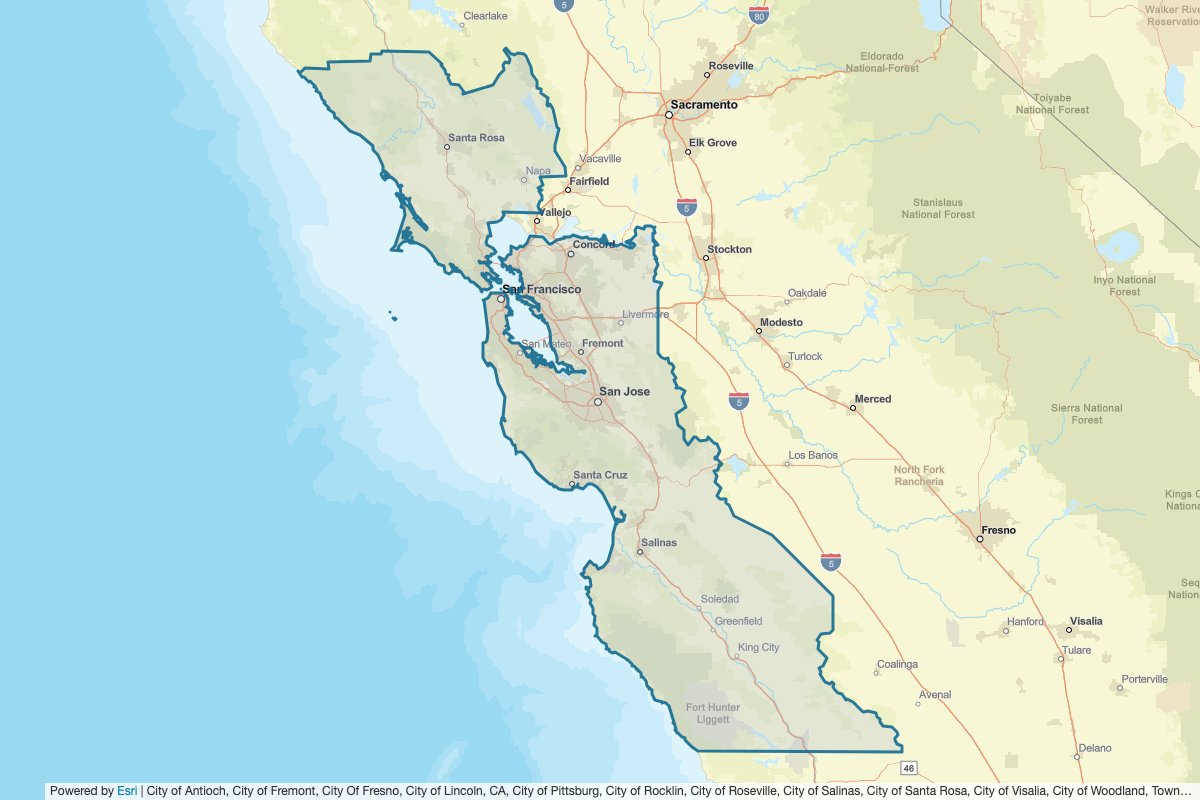 5
80
Walker River
Reservation
Clearlake
Eldorado
National Forest
Roseville
Sacramento
Toiyabe
National Forest
Santa Rosa
Elk Grove
Vacaville
Napa
Fairfield
5
Stanislaus
National Forest
Vallejo
Concord
Stockton
San Francisco
Oakdale
Inyo National
Forest
Livermore
Modesto
San Mateo
Fremont
Turlock
San Jose
5
Merced
Sierra National
Forest
Los Banos
Santa Cruz
North Fork
Rancheria
Kings C
Nationa
Fresno
Salinas
5
Sequ
Nationa
Soledad
Greenfield
Hanford
Visalia
King City
Tulare
Coalinga
Porterville
Avenal
Fort Hunter
Liggett
Delano
46
Powered by Esri | City of Antioch, City of Fremont, City Of Fresno, City of Lincoln, CA, City of Pittsburg, City of Rocklin, City of Roseville, City of Salinas, City of Santa Rosa, City of Visalia, City of Woodland, Town…